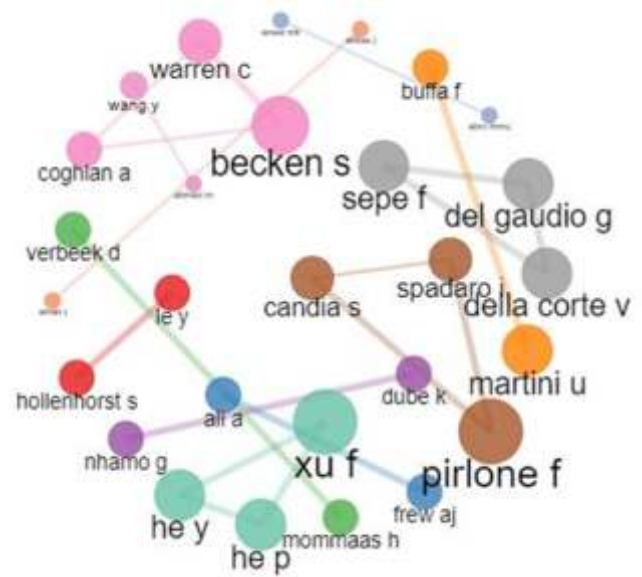 warren c
buffa f
wang y
becken s
coghlan a
sepe f
del gaudio g
verbeek d
spadaro i
candia s
della corte v
le y
martini u
hollenhorst s
dube k
ali a
nhamo g
xu f
pirlone f
he y
frew aj
he p
mommaas h